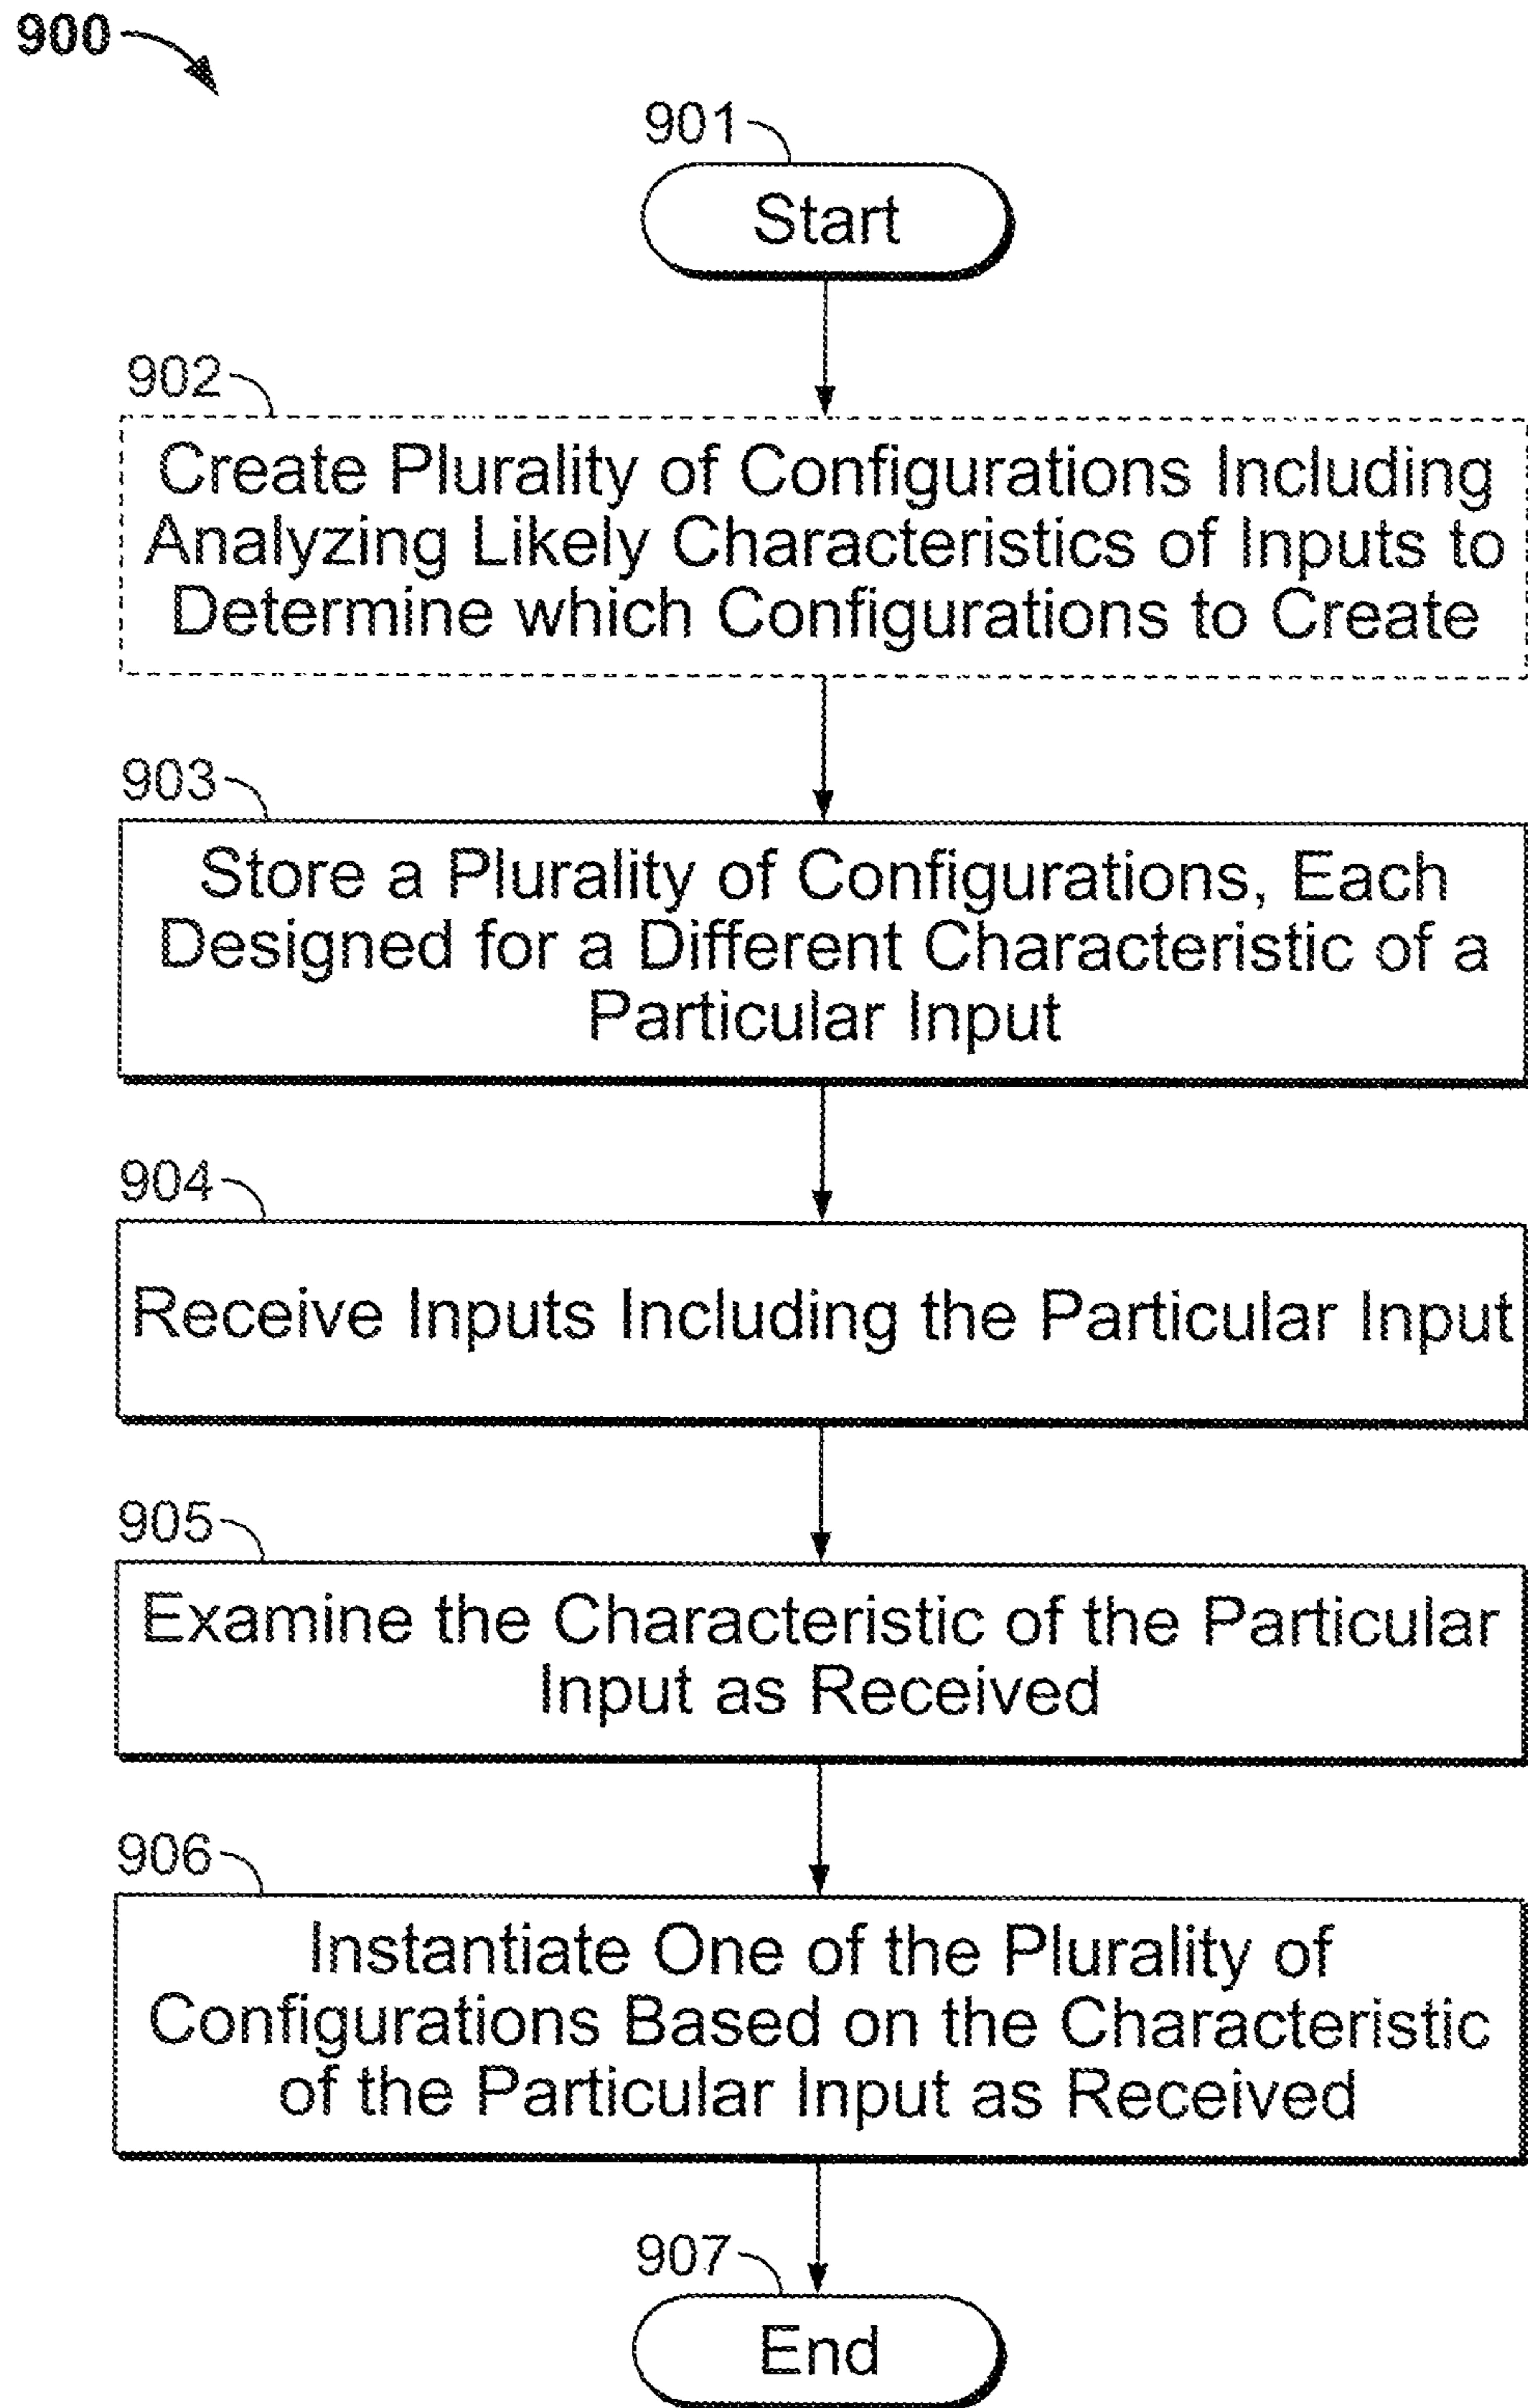 900
901
Start
902
Create Plurality of Configurations Including
Analyzing Likely Characteristics of Inputs to
Determine which Configurations to Create
903
Store a Plurality of Configurations, Each
Designed for a Different Characteristic of a
Particular Input
904
Receive Inputs Including the Particular Input
905
Examine the Characteristic of the Particular
Input as Received
906
Instantiate One of the Plurality of
Configurations Based on the Characteristic
of the Particular Input as Received
907
End